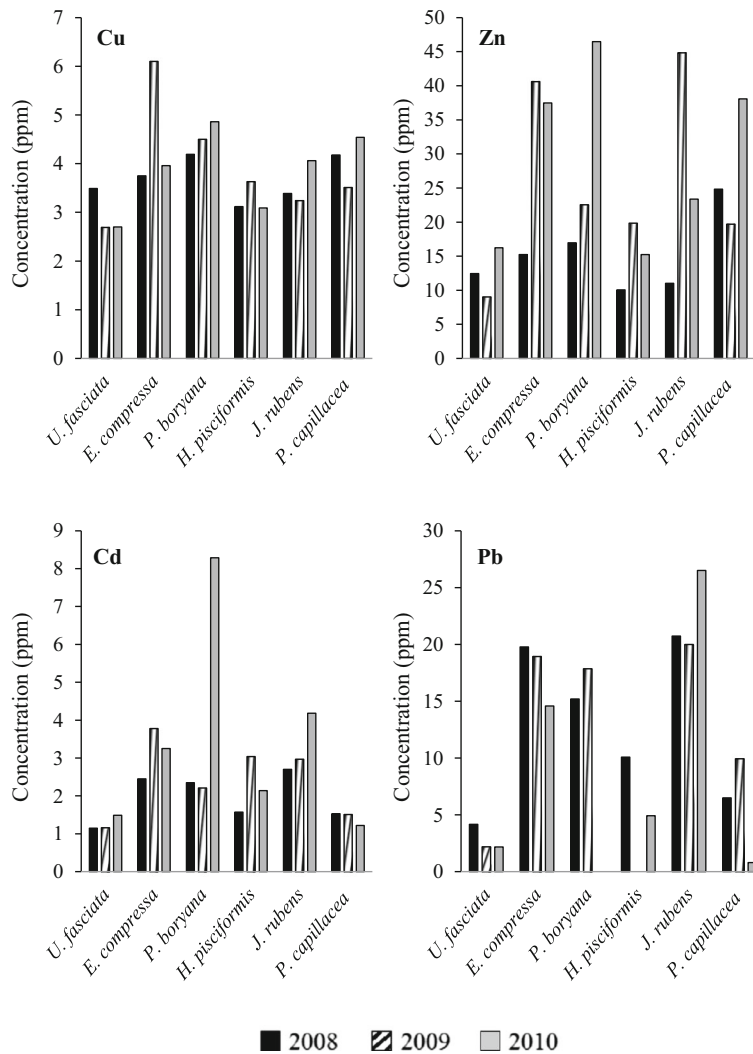 Cu
Concentration (ppm)
7
6
5
4
3
2
1
0
U. fasciata
E. compressa
P. boryana
H. pisciformis
J. rubens
P. capillacea
Zn
Concentration (ppm)
50
45
40
35
30
25
20
15
10
5
0
U. fasciata
E. compressa
P. boryana
H. pisciformis
J. rubens
P. capillacea
Cd
Concentration (ppm)
9
8
7
6
5
4
3
2
1
0
U. fasciata
E. compressa
P. boryana
H. pisciformis
J. rubens
P. capillacea
Pb
Concentration (ppm)
30
25
20
15
10
5
0
U. fasciata
E. compressa
P. boryana
H. pisciformis
J. rubens
P. capillacea
2008 2009 2010